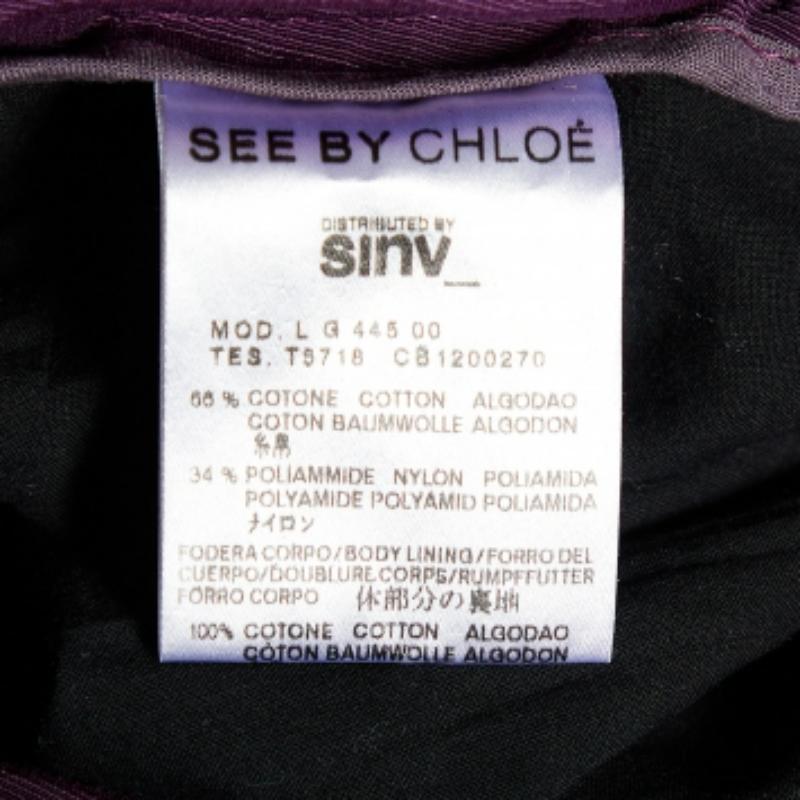 SEE BY CHLOÉ
DISTRIBUTED BY
sinv_
MOD. L G 445 00
TES. T5718 CB1200270
66 % COTONE COTTON ALGODAO
COTON BAUMWOLLE ALGODON
綿
34 % POLIAMMIDE NYLON POLIAMIDA
POLYAMIDE POLYAMID POLIAMIDA
ナイロン
FODERA CORPO/BODY LINING/FORRO DEL
CUERPO/DOUBLURE CORPS/RUMPFFUTTER
FORRO CORPO 体部分の裏地
100% COTONE COTTON ALGODAO
COTON BAUMWOLLE ALGODON